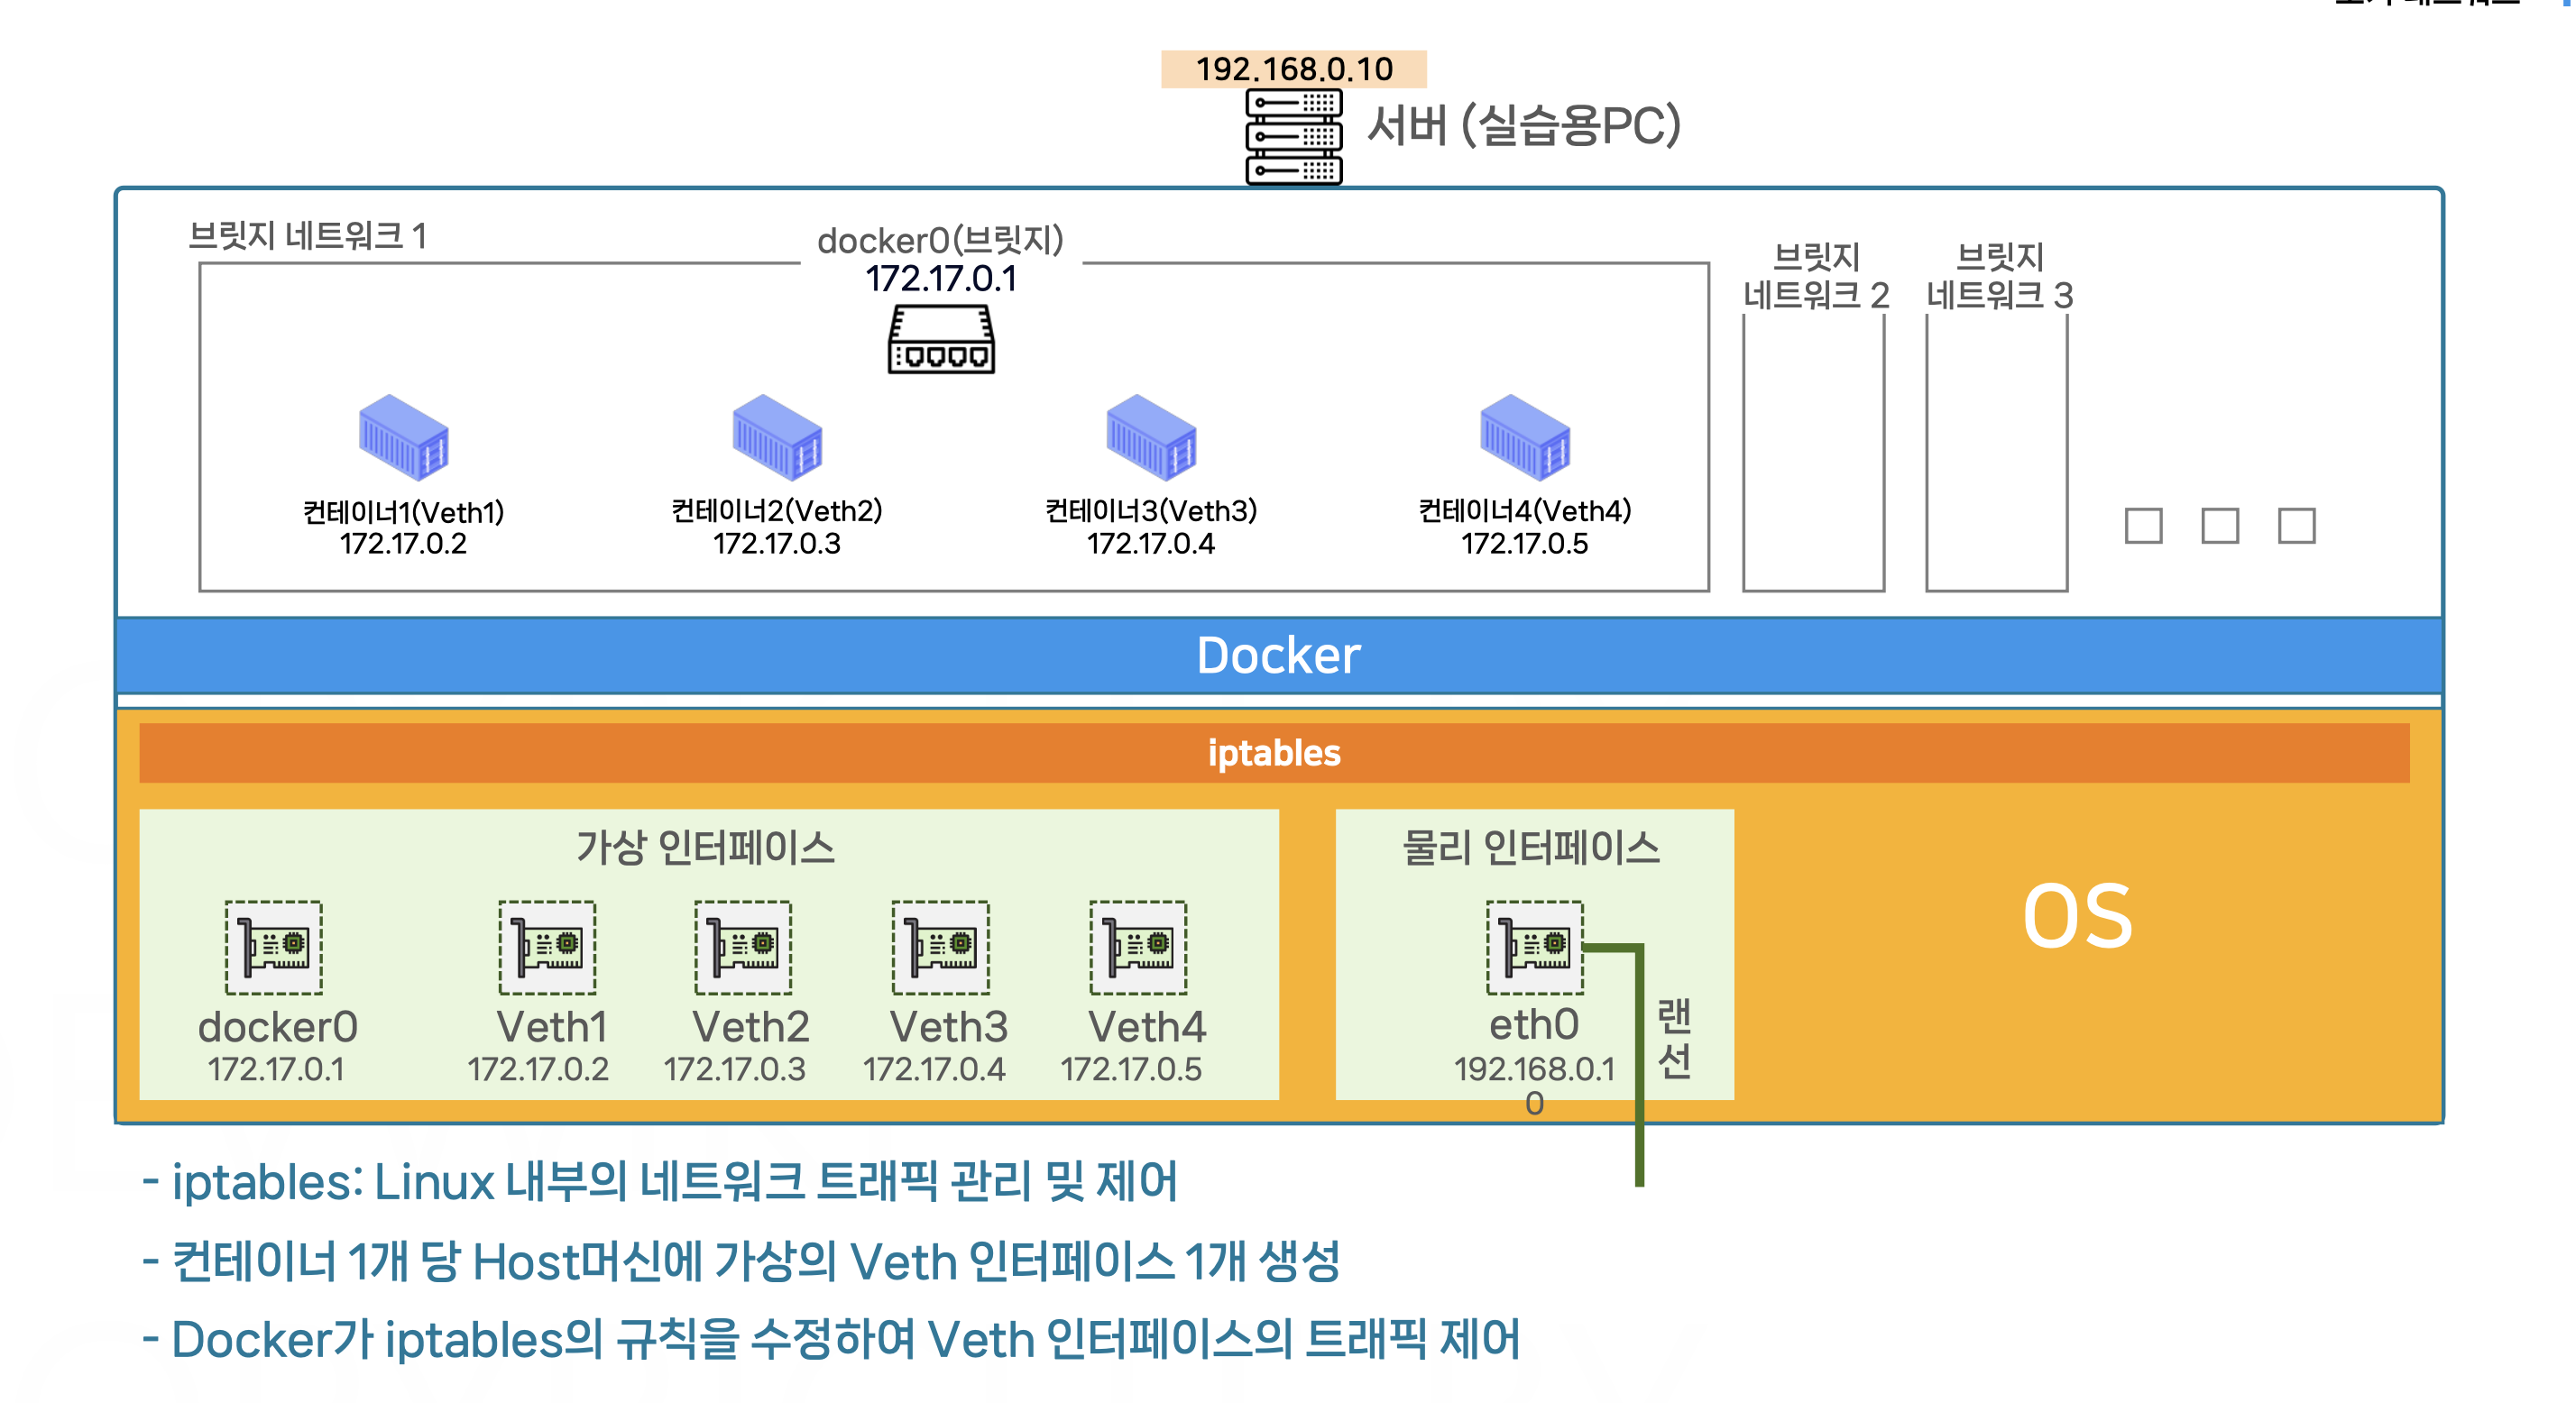 192.168.0.10
서버 (실습용PC)
브릿지 네트워크 1
docker0(브릿지)
172.17.0.1
브릿지
네트워크 2
브릿지
네트워크 3
컨테이너1(Veth1)
172.17.0.2
컨테이너2(Veth2)
172.17.0.3
컨테이너3(Veth3)
172.17.0.4
컨테이너4(Veth4)
172.17.0.5
Docker
iptables
가상 인터페이스
물리 인터페이스
OS
docker0
172.17.0.1
Veth1
172.17.0.2
Veth2
172.17.0.3
Veth3
172.17.0.4
Veth4
172.17.0.5
eth0
192.168.0.1
0
랜
선
- iptables: Linux 내부의 네트워크 트래픽 관리 및 제어
- 컨테이너 1개 당 Host머신에 가상의 Veth 인터페이스 1개 생성
- Docker가 iptables의 규칙을 수정하여 Veth 인터페이스의 트래픽 제어